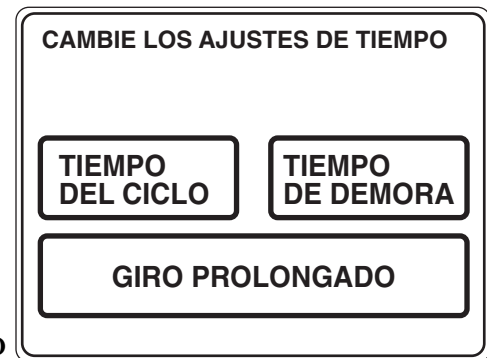 CAMBIE LOS AJUSTES DE TIEMPO
TIEMPO
DEL CICLO
TIEMPO
DE DEMORA
GIRO PROLONGADO